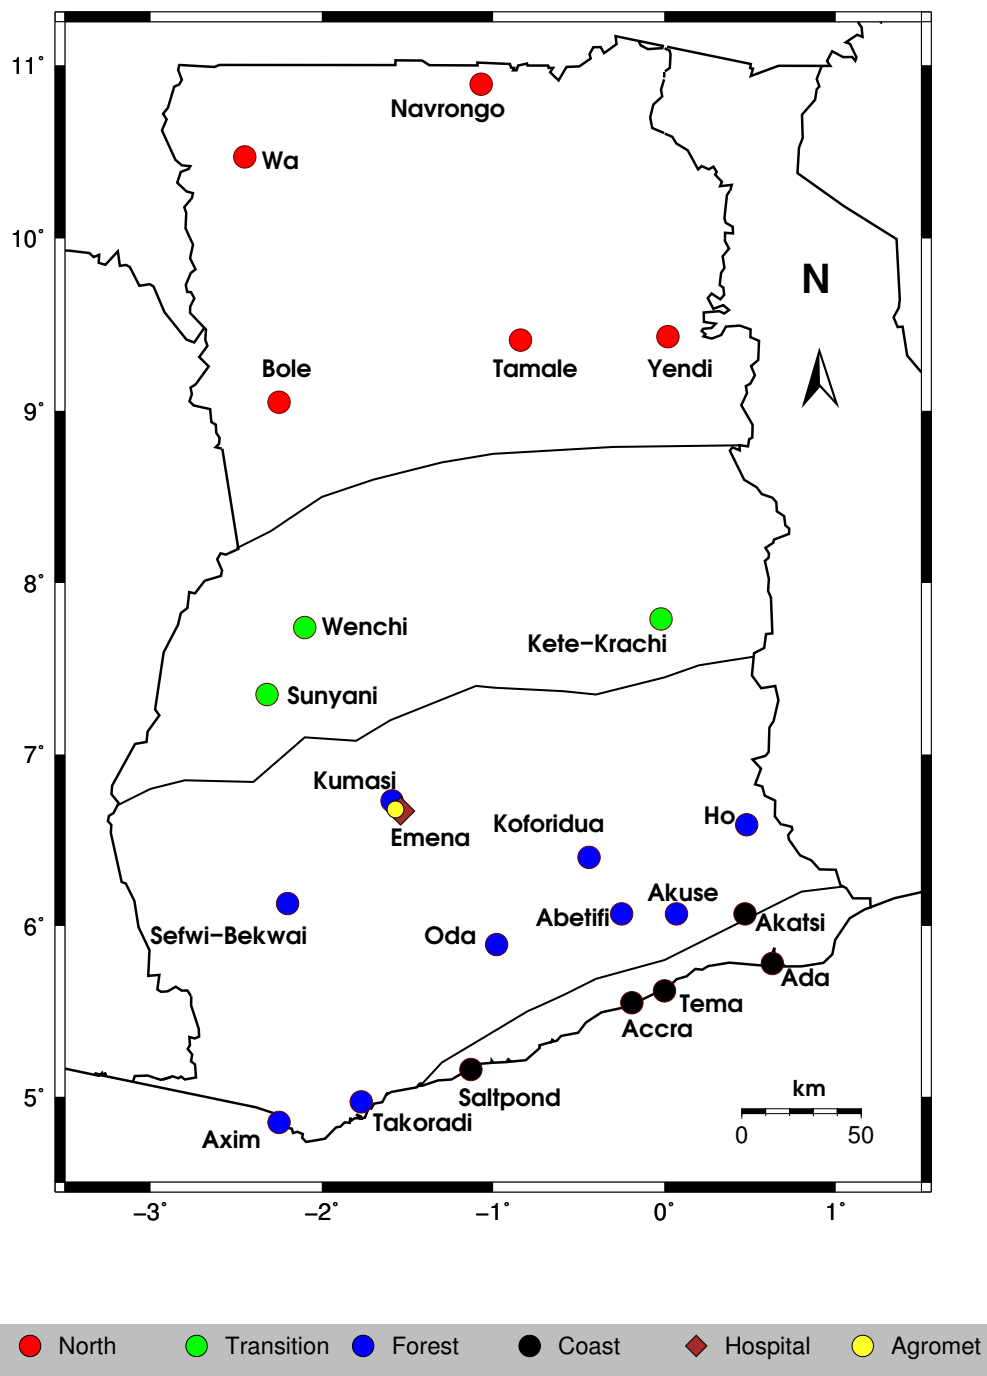 11°
Navrongo
Wa
10°
N
Bole
Tamale
Yendi
9°
8°
Wenchi
Kete-Krachi
Sunyani
7°
Kumasi
Emena
Koforidua
Ho
Akuse
Abetifi
Akatsi
6°
Sefwi-Bekwai
Oda
Ada
Tema
Accra
5°
Saltpond
km
Takoradi
0 50
Axim
−3° −2° −1° 0° 1°
North Transition Forest Coast Hospital Agromet